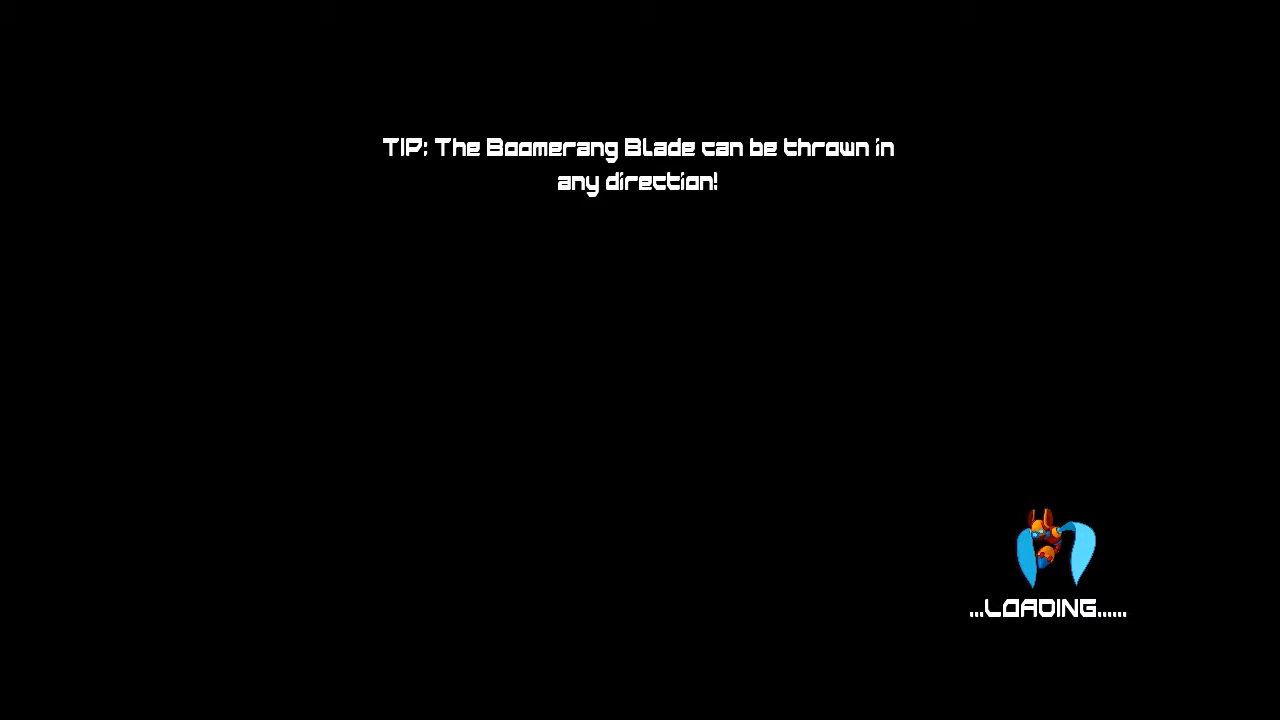 TIP: The Boomerang Blade can be thrown in
any direction!
...LOADING......